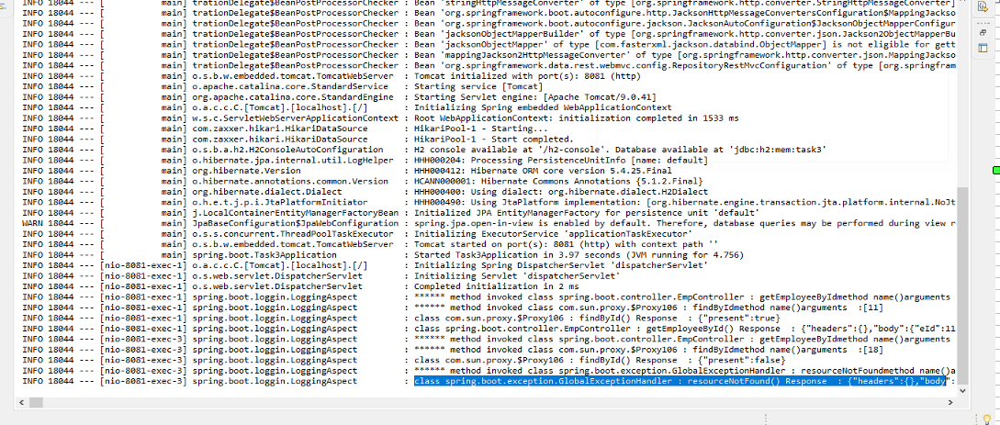 INFO 18044 --- [           main] trationDelegate$BeanPostProcessorChecker : Bean 'stringHttpMessageConverter' of type [org.springframework.http.converter.StringHttpMessageConverter]
INFO 18044 --- [           main] trationDelegate$BeanPostProcessorChecker : Bean 'org.springframework.boot.autoconfigure.http.JacksonHttpMessageConvertersConfiguration$MappingJackso
INFO 18044 --- [           main] trationDelegate$BeanPostProcessorChecker : Bean 'org.springframework.boot.autoconfigure.jackson.JacksonAutoConfiguration$JacksonObjectMapperConfigur
INFO 18044 --- [           main] trationDelegate$BeanPostProcessorChecker : Bean 'jacksonObjectMapperBuilder' of type [org.springframework.http.converter.json.Jackson2ObjectMapperBu
INFO 18044 --- [           main] trationDelegate$BeanPostProcessorChecker : Bean 'jacksonObjectMapper' of type [com.fasterxml.jackson.databind.ObjectMapper] is not eligible for gett
INFO 18044 --- [           main] trationDelegate$BeanPostProcessorChecker : Bean 'mappingJackson2HttpMessageConverter' of type [org.springframework.http.converter.json.MappingJackso
INFO 18044 --- [           main] trationDelegate$BeanPostProcessorChecker : Bean 'org.springframework.data.rest.webmvc.config.RepositoryRestMvcConfiguration' of type [org.springfram
INFO 18044 --- [           main] o.s.b.w.embedded.tomcat.TomcatWebServer  : Tomcat initialized with port(s): 8081 (http)
INFO 18044 --- [           main] o.apache.catalina.core.StandardService   : Starting service [Tomcat]
INFO 18044 --- [           main] org.apache.catalina.core.StandardEngine  : Starting Servlet engine: [Apache Tomcat/9.0.41]
INFO 18044 --- [           main] o.a.c.c.C.[Tomcat].[localhost].[/]       : Initializing Spring embedded WebApplicationContext
INFO 18044 --- [           main] w.s.c.ServletWebServerApplicationContext : Root WebApplicationContext: initialization completed in 1533 ms
INFO 18044 --- [           main] com.zaxxer.hikari.HikariDataSource       : HikariPool-1 - Starting...
INFO 18044 --- [           main] com.zaxxer.hikari.HikariDataSource       : HikariPool-1 - Start completed.
INFO 18044 --- [           main] o.s.b.a.h2.H2ConsoleAutoConfiguration    : H2 console available at '/h2-console'. Database available at 'jdbc:h2:mem:task3'
INFO 18044 --- [           main] o.hibernate.jpa.internal.util.LogHelper  : HHH000204: Processing PersistenceUnitInfo [name: default]
INFO 18044 --- [           main] org.hibernate.Version                    : HHH000412: Hibernate ORM core version 5.4.25.Final
INFO 18044 --- [           main] o.hibernate.annotations.common.Version   : HCANN000001: Hibernate Commons Annotations {5.1.2.Final}
INFO 18044 --- [           main] org.hibernate.dialect.Dialect            : HHH000400: Using dialect: org.hibernate.dialect.H2Dialect
INFO 18044 --- [           main] o.h.e.t.j.p.i.JtaPlatformInitiator       : HHH000490: Using JtaPlatform implementation: [org.hibernate.engine.transaction.jta.platform.internal.NoJt
INFO 18044 --- [           main] j.LocalContainerEntityManagerFactoryBean : Initialized JPA EntityManagerFactory for persistence unit 'default'
WARN 18044 --- [           main] JpaBaseConfiguration$JpaWebConfiguration : spring.jpa.open-in-view is enabled by default. Therefore, database queries may be performed during view r
INFO 18044 --- [           main] o.s.s.concurrent.ThreadPoolTaskExecutor  : Initializing ExecutorService 'applicationTaskExecutor'
INFO 18044 --- [           main] o.s.b.w.embedded.tomcat.TomcatWebServer  : Tomcat started on port(s): 8081 (http) with context path ''
INFO 18044 --- [           main] spring.boot.Task3Application             : Started Task3Application in 3.97 seconds (JVM running for 4.756)
INFO 18044 --- [nio-8081-exec-1] o.a.c.c.C.[Tomcat].[localhost].[/]       : Initializing Spring DispatcherServlet 'dispatcherServlet'
INFO 18044 --- [nio-8081-exec-1] o.s.web.servlet.DispatcherServlet        : Initializing Servlet 'dispatcherServlet'
INFO 18044 --- [nio-8081-exec-1] o.s.web.servlet.DispatcherServlet        : Completed initialization in 2 ms
INFO 18044 --- [nio-8081-exec-1] spring.boot.loggin.LoggingAspect         : ****** method invoked class spring.boot.controller.EmpController : getEmployeeByIdmethod name()arguments
INFO 18044 --- [nio-8081-exec-1] spring.boot.loggin.LoggingAspect         : ****** method invoked class com.sun.proxy.$Proxy106 : findByIdmethod name()arguments  :[11]
INFO 18044 --- [nio-8081-exec-1] spring.boot.loggin.LoggingAspect         : class com.sun.proxy.$Proxy106 : findById() Response  : {"present":true}
INFO 18044 --- [nio-8081-exec-1] spring.boot.loggin.LoggingAspect         : class spring.boot.controller.EmpController : getEmployeeById() Response  : {"headers":{},"body":{"eId":11
INFO 18044 --- [nio-8081-exec-3] spring.boot.loggin.LoggingAspect         : ****** method invoked class spring.boot.controller.EmpController : getEmployeeByIdmethod name()arguments
INFO 18044 --- [nio-8081-exec-3] spring.boot.loggin.LoggingAspect         : ****** method invoked class com.sun.proxy.$Proxy106 : findByIdmethod name()arguments  :[18]
INFO 18044 --- [nio-8081-exec-3] spring.boot.loggin.LoggingAspect         : class com.sun.proxy.$Proxy106 : findById() Response  : {"present":false}
INFO 18044 --- [nio-8081-exec-3] spring.boot.loggin.LoggingAspect         : ****** method invoked class spring.boot.exception.GlobalExceptionHandler : resourceNotFoundmethod name()a
INFO 18044 --- [nio-8081-exec-3] spring.boot.loggin.LoggingAspect         : class spring.boot.exception.GlobalExceptionHandler : resourceNotFound() Response  : {"headers":{},"body":